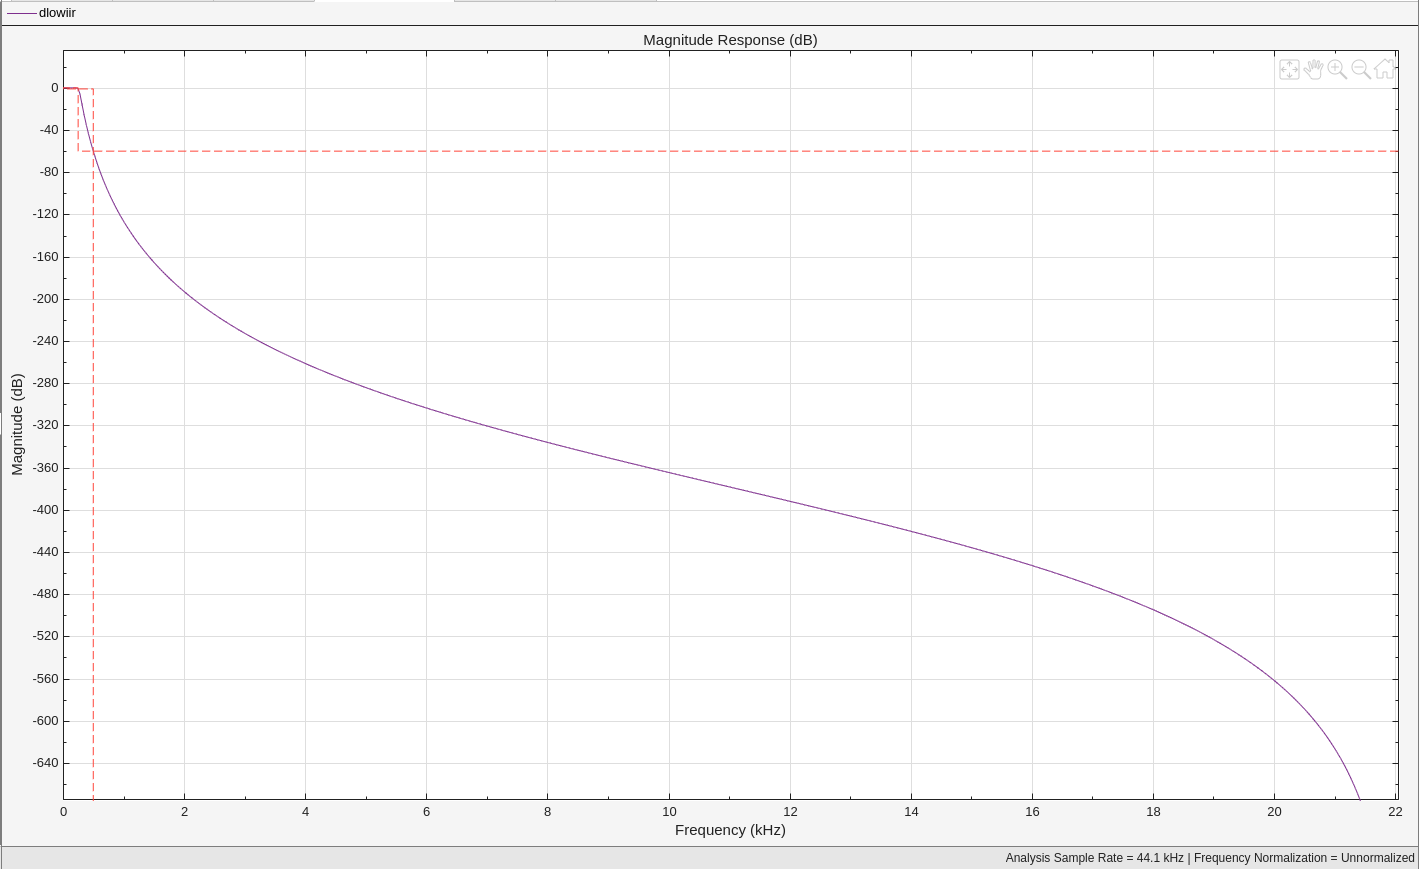 dlowiir
Magnitude Response (dB)
0
-40
-80
-120
-160
-200
-240
-280
-320
-360
-400
-440
-480
-520
-560
-600
-640
Magnitude (dB)
0 2 4 6 8 10 12 14 16 18 20 22
Frequency (kHz)
Analysis Sample Rate = 44.1 kHz | Frequency Normalization = Unnormalized